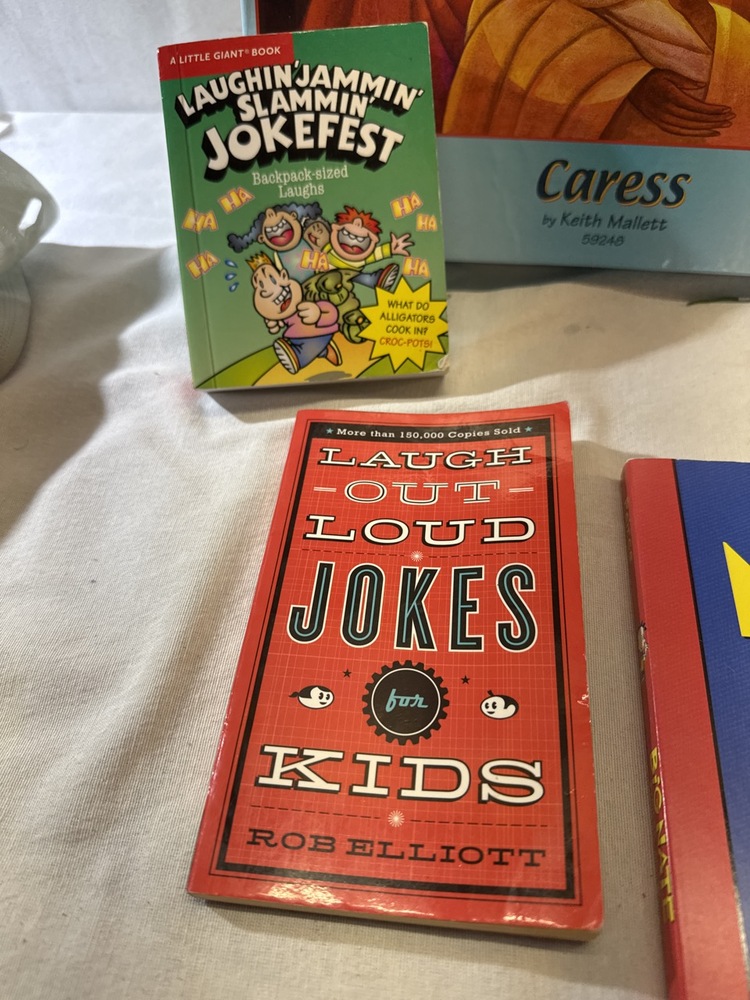 A LITTLE GIANT® BOOK
LAUGHIN' JAMMIN'
SLAMMIN'
JOKEFEST
Backpack-sized
Laughs
HA
HA
HA
HA
HA
HA
HA
WHAT DO
ALLIGATORS
COOK IN?
CROC-POTS!
Caress
by Keith Mallett
59248
★ More than 150,000 Copies Sold ★
LAUGH
OUT
LOUD
JOKES
for
KIDS
ROB ELLIOTT
BIG NATE